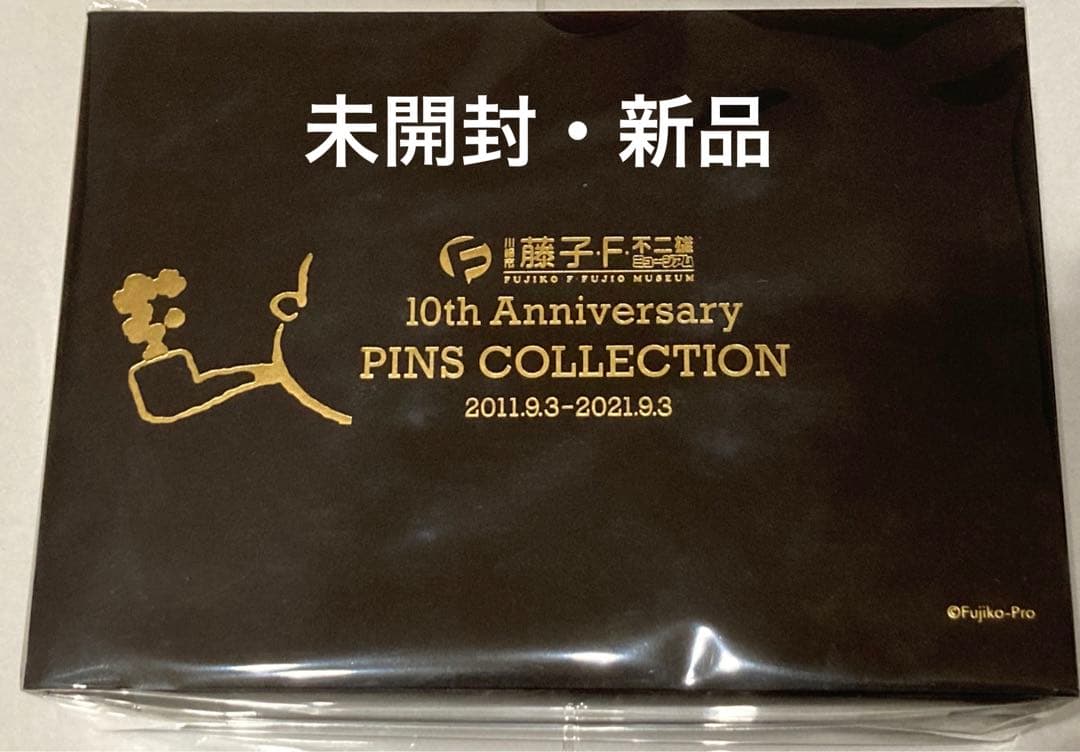 未開封・新品
川崎市 藤子・F・不二雄ミュージアム
FUJIKO・F・FUJIO MUSEUM
10th Anniversary
PINS COLLECTION
2011.9.3-2021.9.3
©Fujiko-Pro